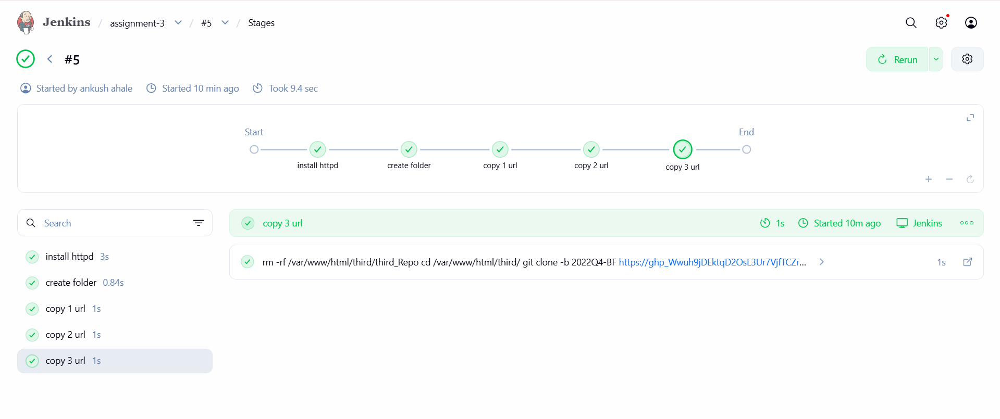 Jenkins / assignment-3 / #5 / Stages
#5
Rerun
Started by ankush ahale Started 10 min ago Took 9.4 sec
Start End
install httpd create folder copy 1 url copy 2 url copy 3 url
Search
copy 3 url 1s Started 10m ago Jenkins
rm -rf /var/www/html/third/third_Repo cd /var/www/html/third/ git clone -b 2022Q4-BF https://ghp_Wwuh9jDEktqD2OsL3Ur7VjfTCZr... 1s
install httpd 3s
create folder 0.84s
copy 1 url 1s
copy 2 url 1s
copy 3 url 1s